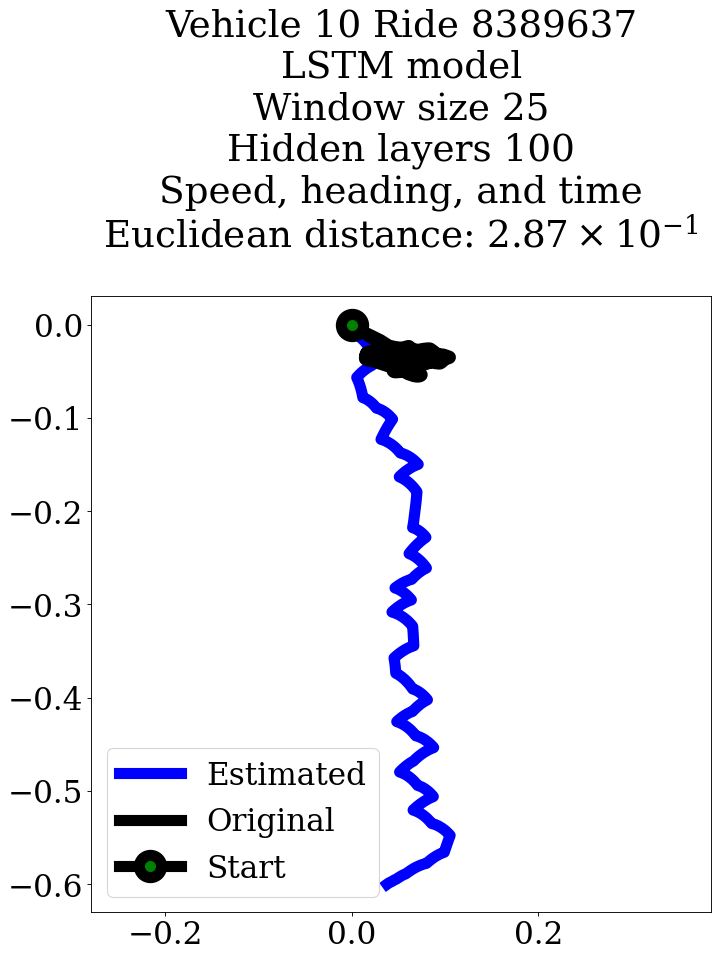 Vehicle 10 Ride 8389637
LSTM model
Window size 25
Hidden layers 100
Speed, heading, and time
Euclidean distance: $2.87 × 10^{-1}$
0.0
−0.1
−0.2
−0.3
−0.4
−0.5
−0.6
Estimated
Original
Start
−0.2
0.0
0.2